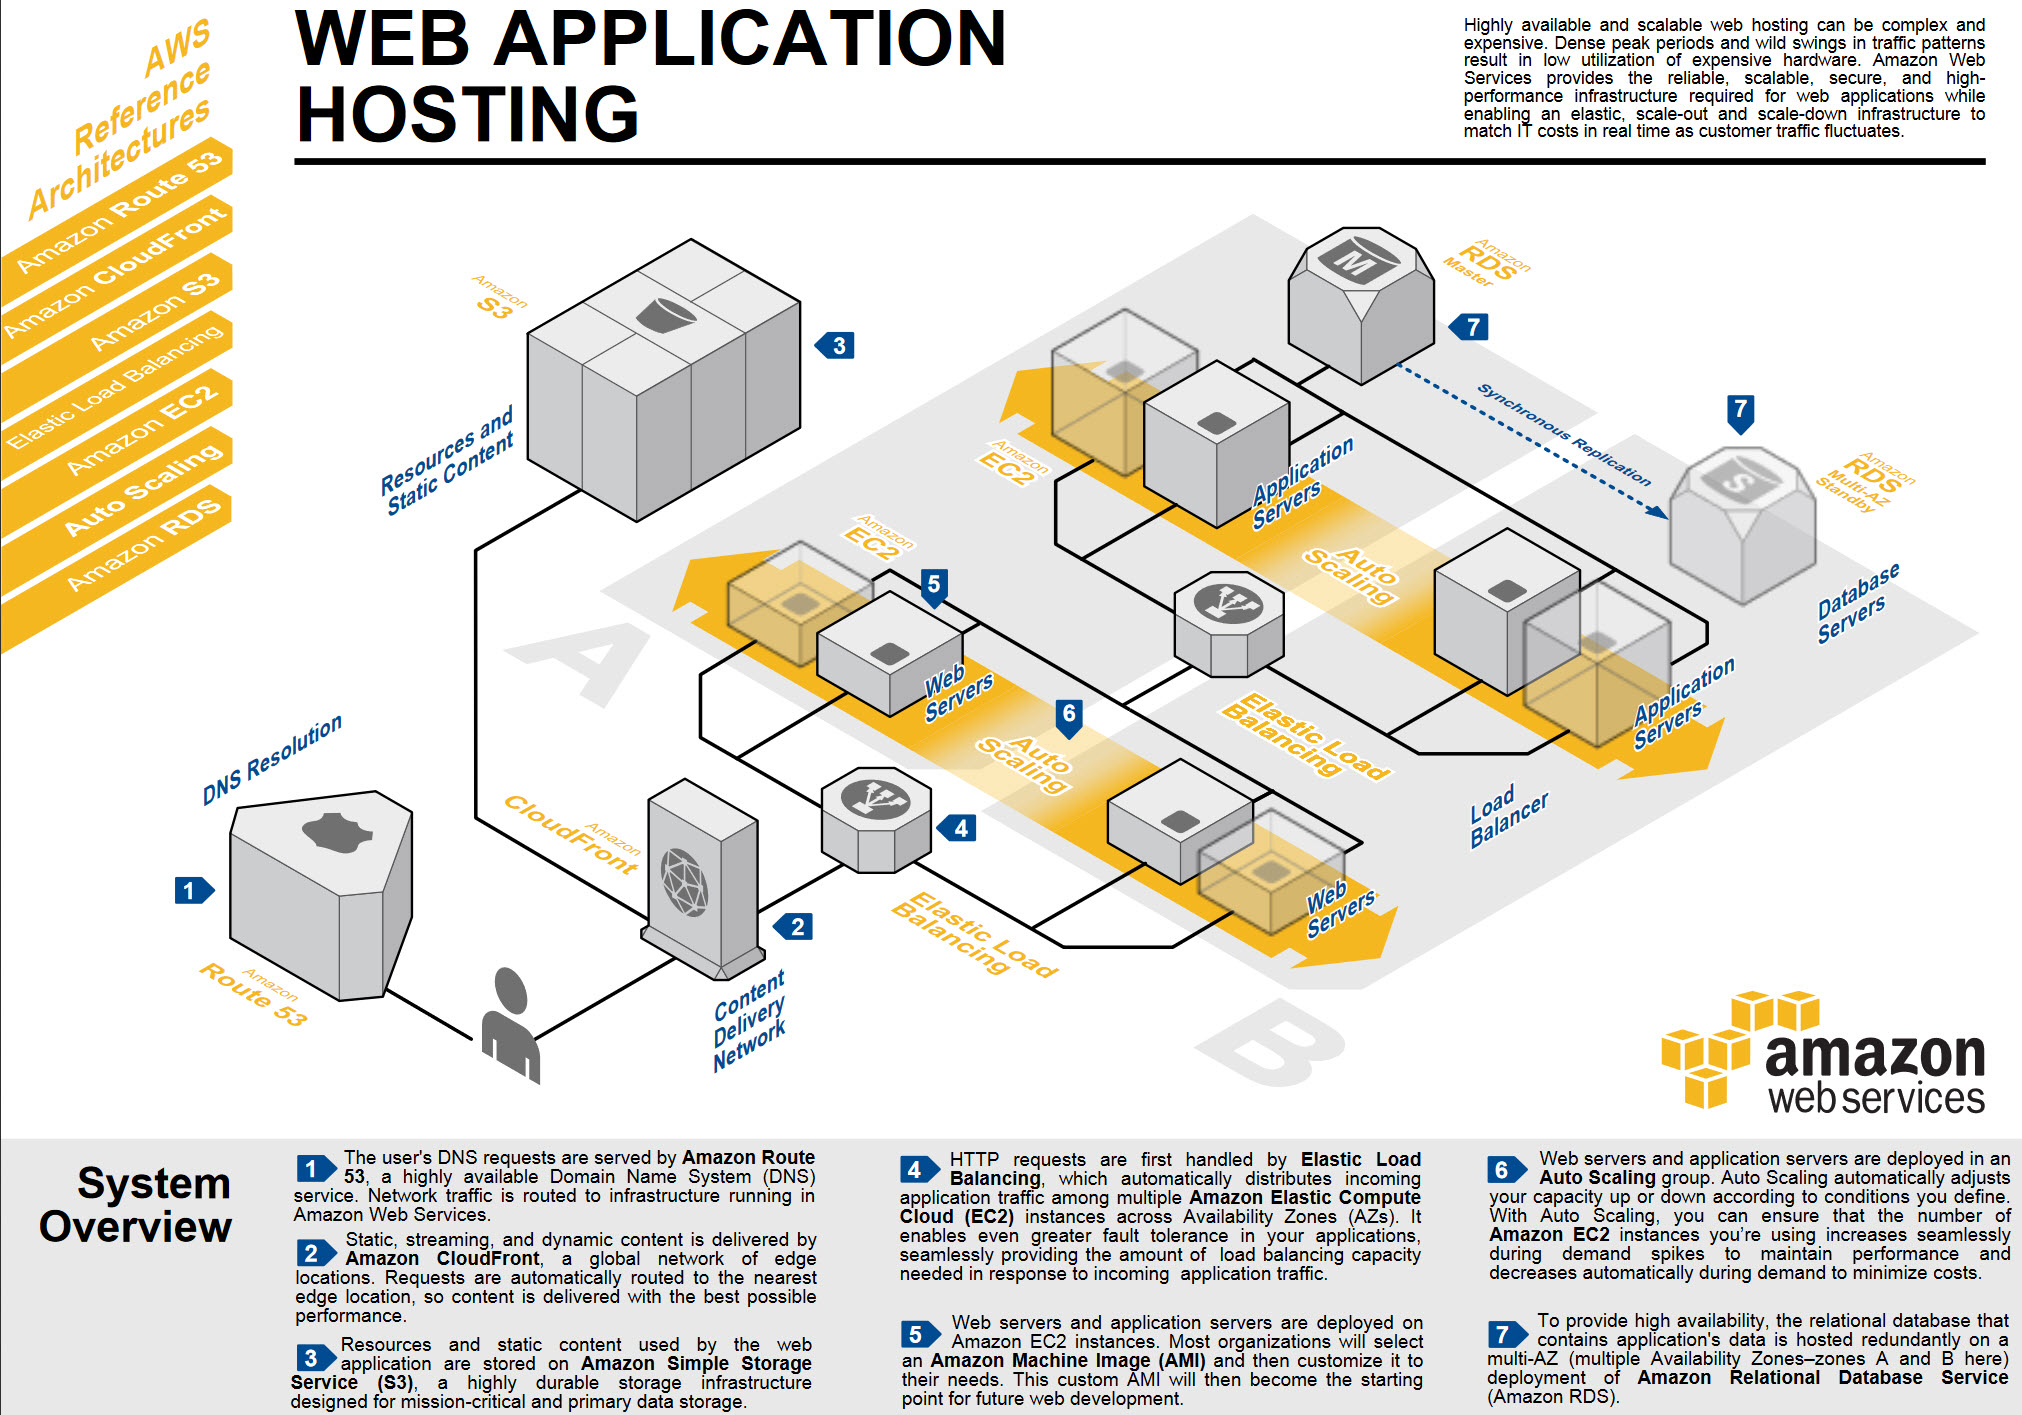 AWS
Reference
Architectures
Amazon Route 53
Amazon CloudFront
Amazon S3
Elastic Load Balancing
Amazon EC2
Auto Scaling
Amazon RDS
WEB APPLICATION
HOSTING
Highly available and scalable web hosting can be complex and
expensive. Dense peak periods and wild swings in traffic patterns
result in low utilization of expensive hardware. Amazon Web
Services provides the reliable, scalable, secure, and high-
performance infrastructure required for web applications while
enabling an elastic, scale-out and scale-down infrastructure to
match IT costs in real time as customer traffic fluctuates.
Amazon
S3
3
Resources and
Static Content
M
Amazon
RDS
Master
7
Synchronous Replication
7
S
Amazon
RDS
Multi-AZ
Standby
Database
Servers
Amazon
EC2
Application
Servers
Auto
Scaling
Application
Servers
Amazon
EC2
5
Web
Servers
6
Auto
Scaling
Elastic Load
Balancing
Load
Balancer
A
DNS Resolution
1
Amazon
Route 53
Amazon
CloudFront
2
Content
Delivery
Network
4
Elastic Load
Balancing
Web
Servers
B
amazon
web services
System
Overview
1 The user's DNS requests are served by Amazon Route
53, a highly available Domain Name System (DNS)
service. Network traffic is routed to infrastructure running in
Amazon Web Services.
2 Static, streaming, and dynamic content is delivered by
Amazon CloudFront, a global network of edge
locations. Requests are automatically routed to the nearest
edge location, so content is delivered with the best possible
performance.
3 Resources and static content used by the web
application are stored on Amazon Simple Storage
Service (S3), a highly durable storage infrastructure
designed for mission-critical and primary data storage.
4 HTTP requests are first handled by Elastic Load
Balancing, which automatically distributes incoming
application traffic among multiple Amazon Elastic Compute
Cloud (EC2) instances across Availability Zones (AZs). It
enables even greater fault tolerance in your applications,
seamlessly providing the amount of load balancing capacity
needed in response to incoming application traffic.
5 Web servers and application servers are deployed on
Amazon EC2 instances. Most organizations will select
an Amazon Machine Image (AMI) and then customize it to
their needs. This custom AMI will then become the starting
point for future web development.
6 Web servers and application servers are deployed in an
Auto Scaling group. Auto Scaling automatically adjusts
your capacity up or down according to conditions you define.
With Auto Scaling, you can ensure that the number of
Amazon EC2 instances you're using increases seamlessly
during demand spikes to maintain performance and
decreases automatically during demand to minimize costs.
7 To provide high availability, the relational database that
contains application's data is hosted redundantly on a
multi-AZ (multiple Availability Zones–zones A and B here)
deployment of Amazon Relational Database Service
(Amazon RDS).